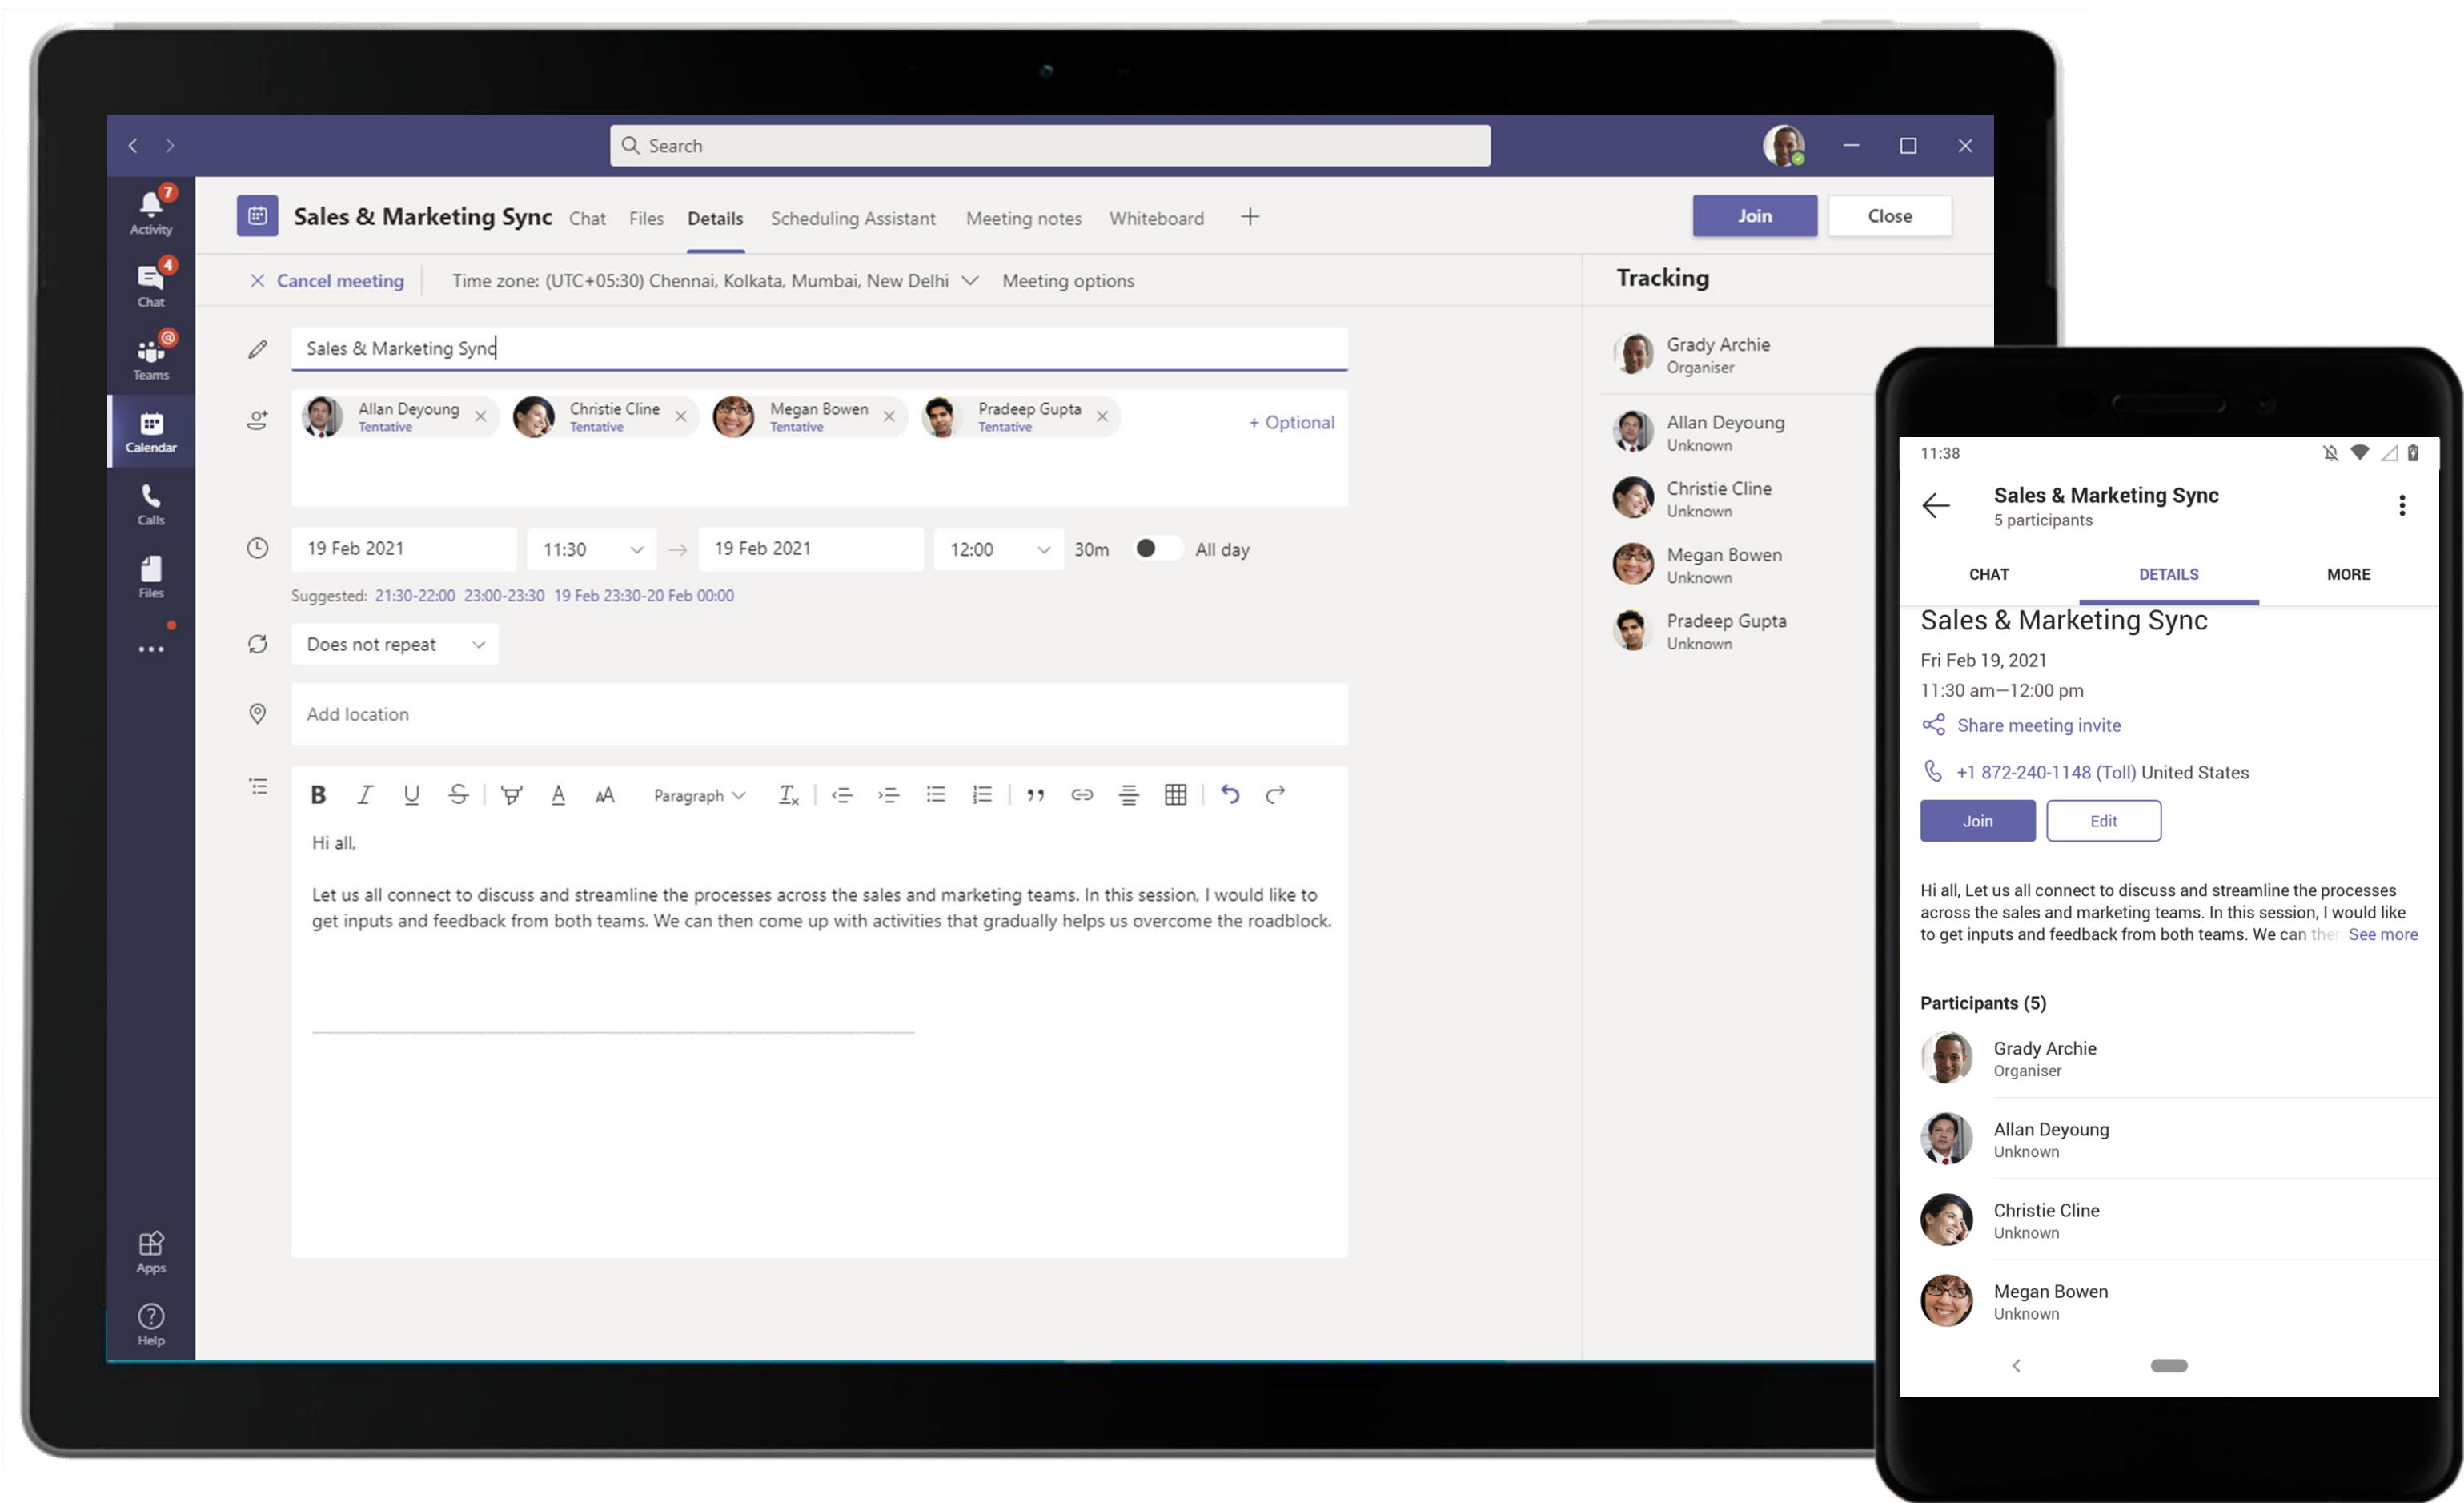 Search
7
Activity
4
Chat
@
Teams
Calendar
Calls
Files
Apps
Help
Sales & Marketing Sync Chat Files Details Scheduling Assistant Meeting notes Whiteboard +
Join Close
Cancel meeting Time zone: (UTC+05:30) Chennai, Kolkata, Mumbai, New Delhi Meeting options
Sales & Marketing Sync
Allan Deyoung Christie Cline Megan Bowen Pradeep Gupta
Tentative Tentative Tentative Tentative
+ Optional
19 Feb 2021 11:30 → 19 Feb 2021 12:00 30m All day
Suggested: 21:30-22:00 23:00-23:30 19 Feb 23:30-20 Feb 00:00
Does not repeat
Add location
B I U S A AA Paragraph
Hi all,
Let us all connect to discuss and streamline the processes across the sales and marketing teams. In this session, I would like to
get inputs and feedback from both teams. We can then come up with activities that gradually helps us overcome the roadblock.
Tracking
Grady Archie
Organiser
Allan Deyoung
Unknown
Christie Cline
Unknown
Megan Bowen
Unknown
Pradeep Gupta
Unknown
11:38
Sales & Marketing Sync
5 participants
CHAT DETAILS MORE
Sales & Marketing Sync
Fri Feb 19, 2021
11:30 am—12:00 pm
Share meeting invite
+1 872-240-1148 (Toll) United States
Join Edit
Hi all, Let us all connect to discuss and streamline the processes
across the sales and marketing teams. In this session, I would like
to get inputs and feedback from both teams. We can then See more
Participants (5)
Grady Archie
Organiser
Allan Deyoung
Unknown
Christie Cline
Unknown
Megan Bowen
Unknown